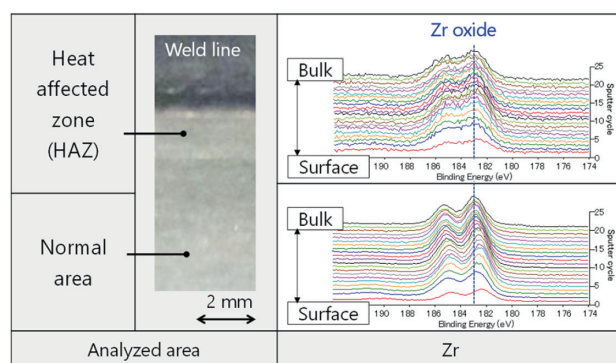 Heat
affected
zone
(HAZ)
Normal
area
Weld line
2 mm
Analyzed area
Zr oxide
Bulk
Surface
25
20
15
10
5
0
Sputter cycle
190 188 186 184 182 180 178 176 174
Binding Energy (eV)
Bulk
Surface
25
20
15
10
5
0
Sputter cycle
190 188 186 184 182 180 178 176 174
Binding Energy (eV)
Zr